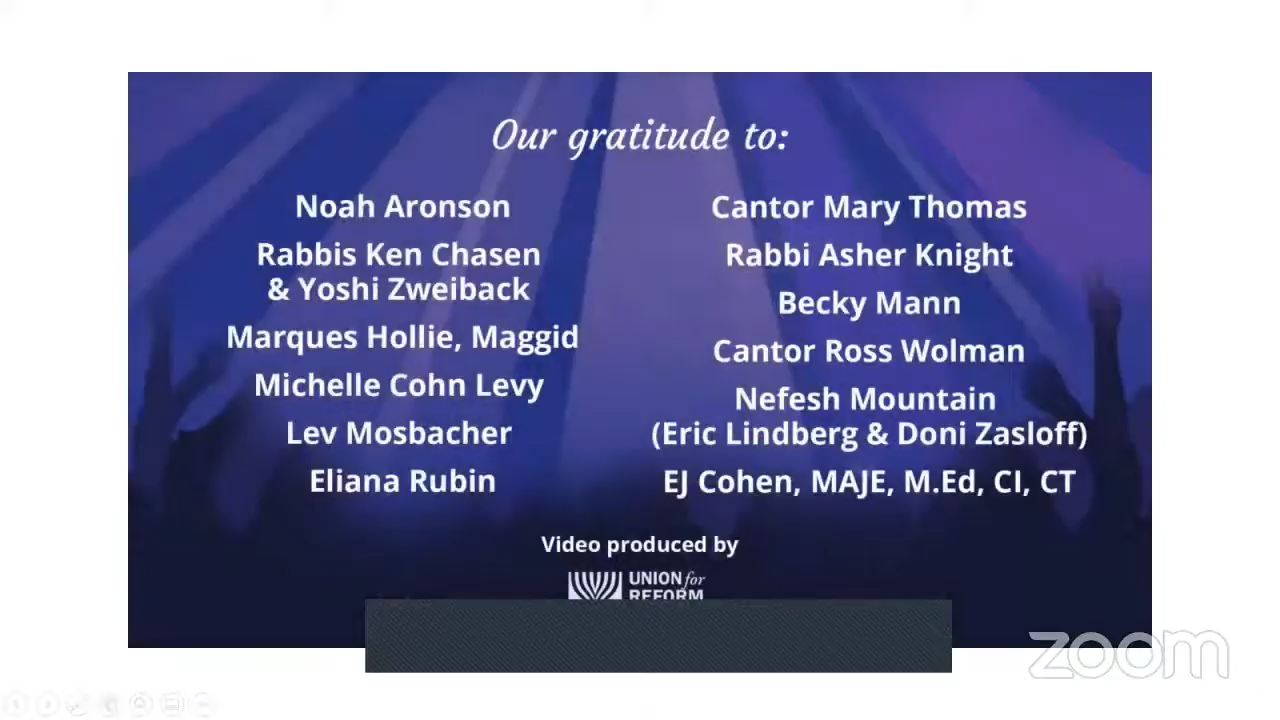 Our gratitude to:
Noah Aronson
Rabbis Ken Chasen
& Yoshi Zweiback
Marques Hollie, Maggid
Michelle Cohn Levy
Lev Mosbacher
Eliana Rubin
Cantor Mary Thomas
Rabbi Asher Knight
Becky Mann
Cantor Ross Wolman
Nefesh Mountain
(Eric Lindberg & Doni Zasloff)
EJ Cohen, MAJE, M.Ed, CI, CT
Video produced by
UNION for
REFORM
zoom